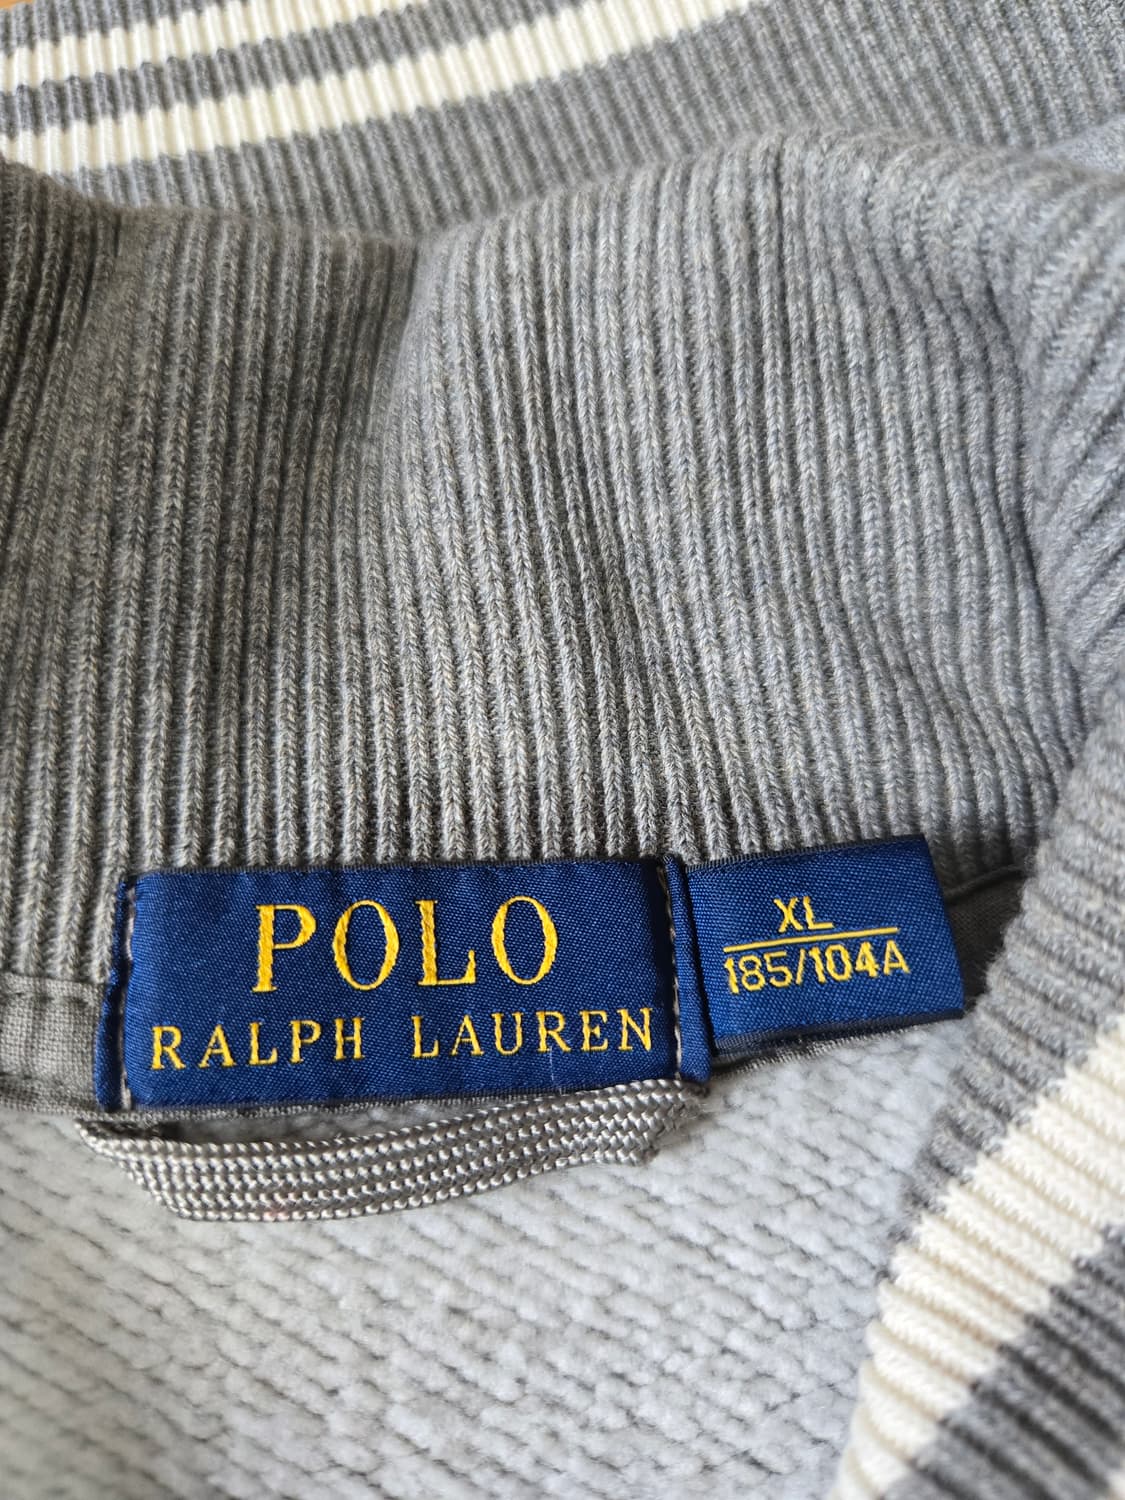 POLO
RALPH LAUREN
XL
185/104A